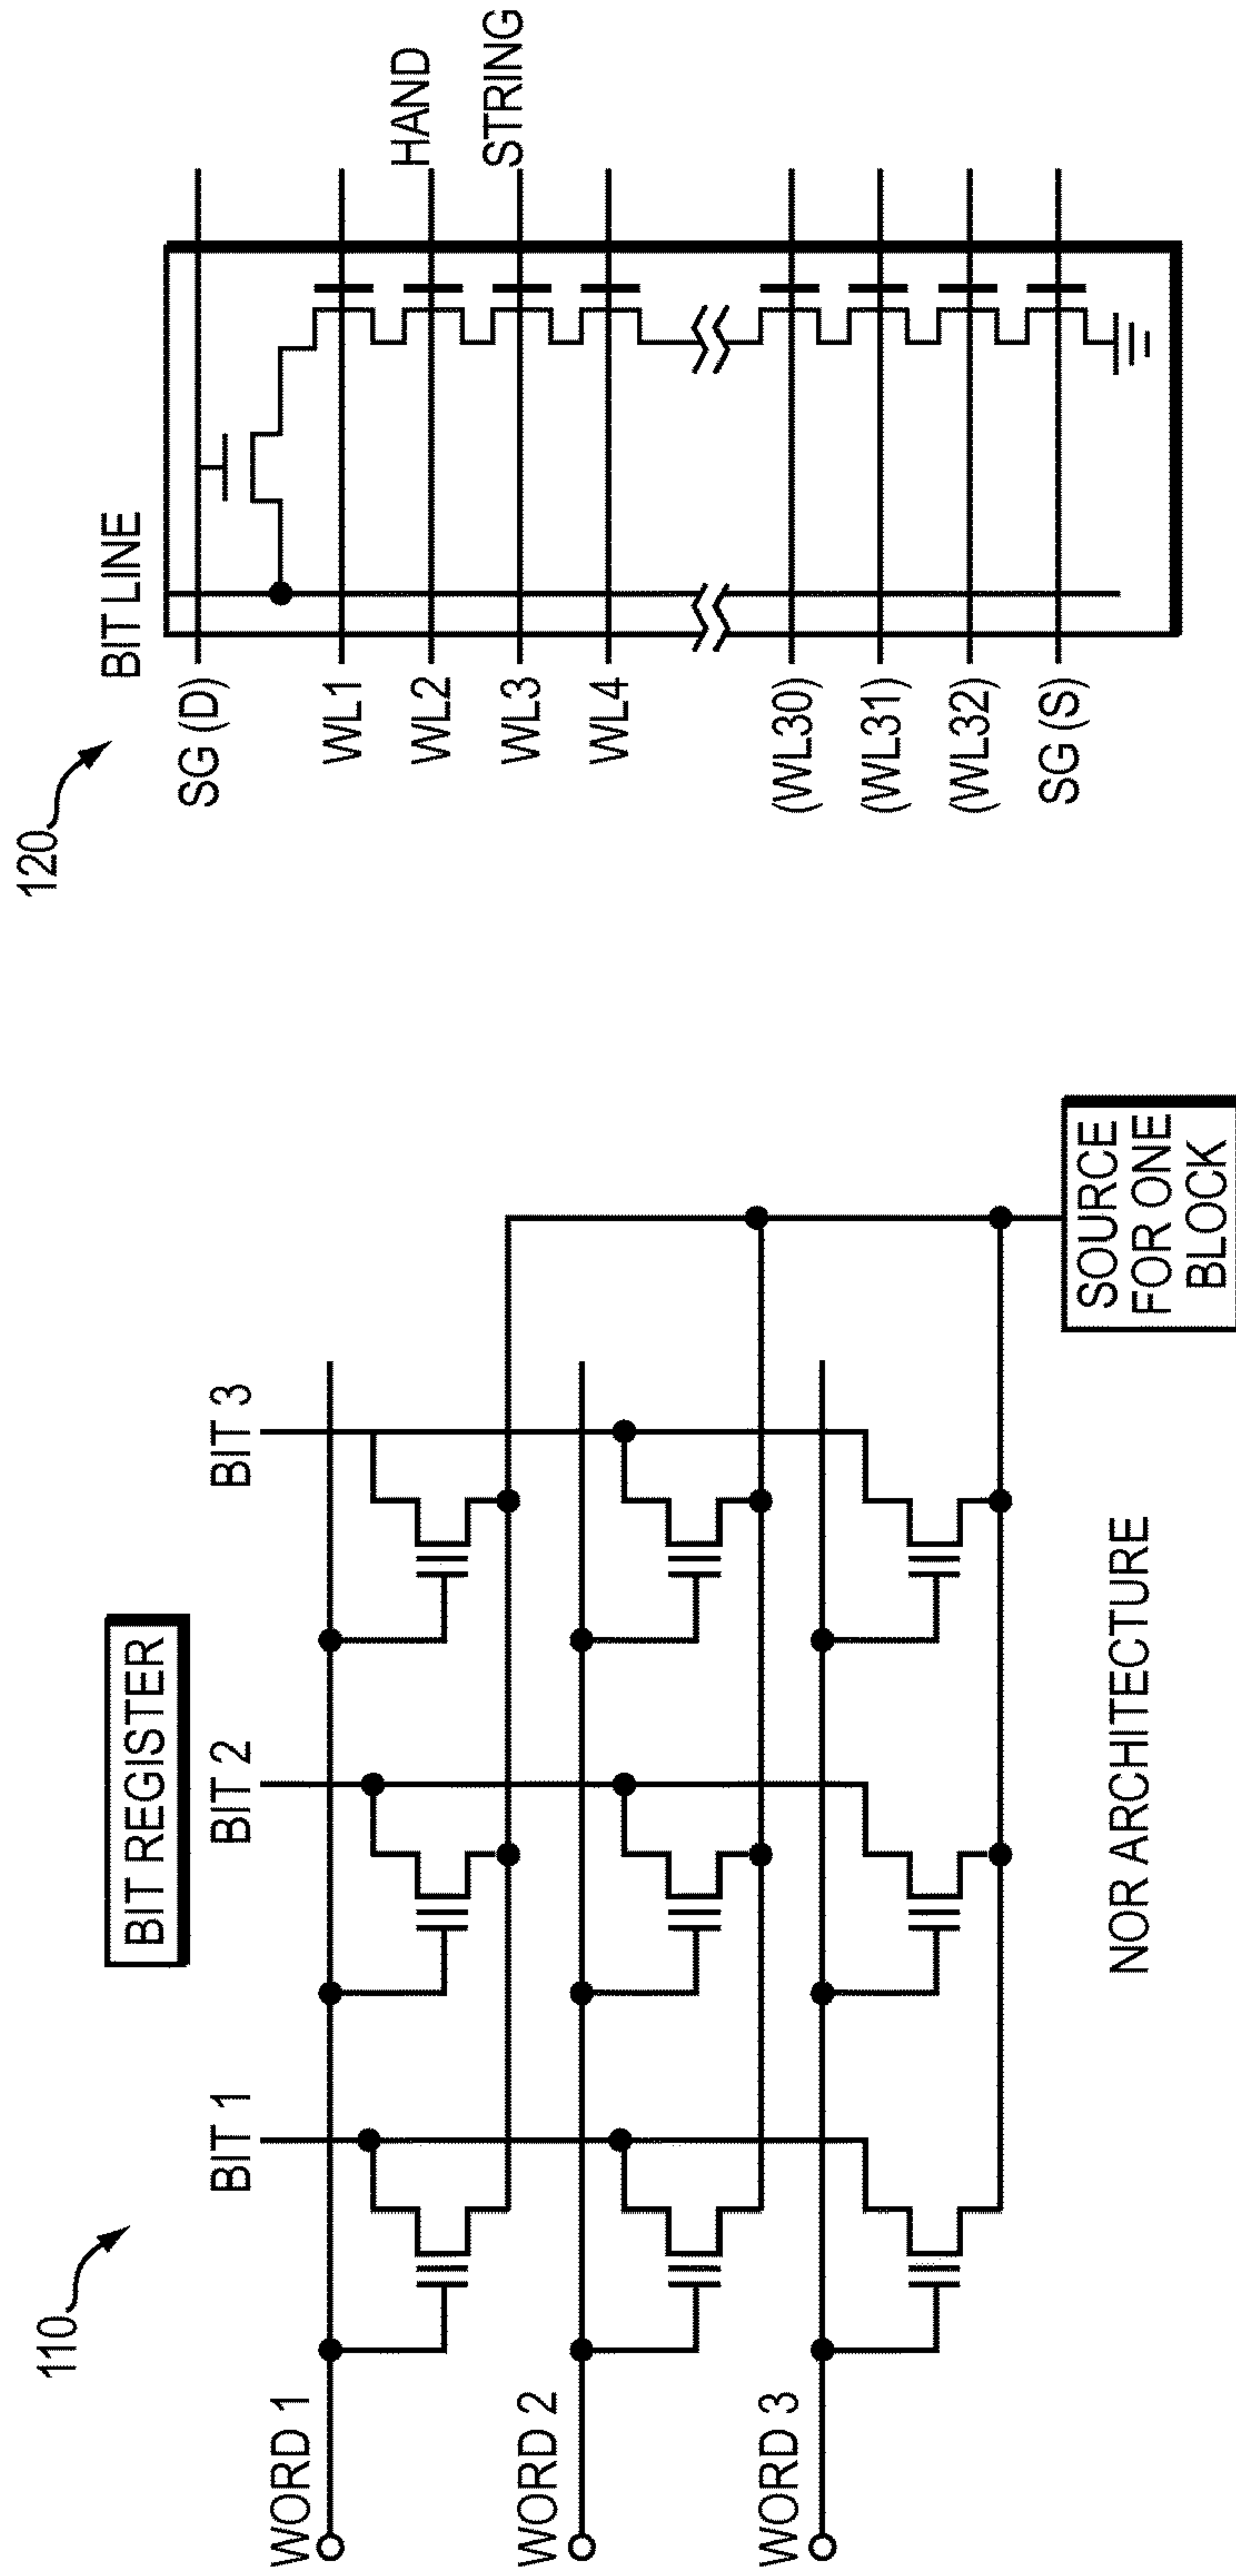 110
BIT REGISTER
BIT 1
BIT 2
BIT 3
WORD 1
WORD 2
WORD 3
SOURCE
FOR ONE
BLOCK
NOR ARCHITECTURE
120
BIT LINE
SG (D)
WL1
WL2
WL3
WL4
(WL30)
(WL31)
(WL32)
SG (S)
HAND
STRING